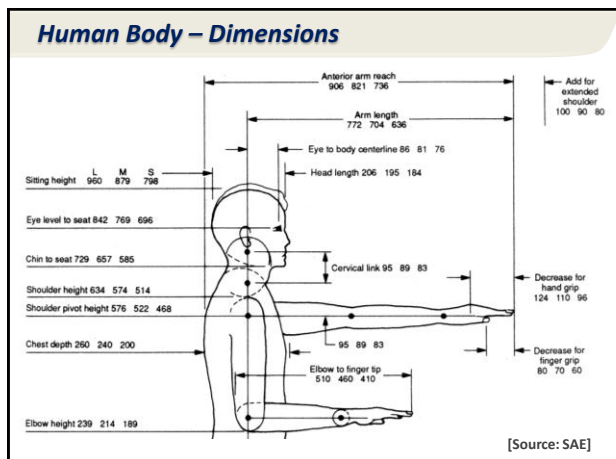 Human Body – Dimensions
Anterior arm reach
906 821 736
Add for
extended
shoulder
100 90 80
Arm length
772 704 636
Eye to body centerline 86 81 76
L M S
Sitting height 960 879 798
Head length 206 195 184
Eye level to seat 842 769 696
Chin to seat 729 657 585
Cervical link 95 89 83
Decrease for
hand grip
124 110 96
Shoulder height 634 574 514
Shoulder pivot height 576 522 468
Chest depth 260 240 200
95 89 83
Decrease for
finger grip
80 70 60
Elbow to finger tip
510 460 410
Elbow height 239 214 189
[Source: SAE]